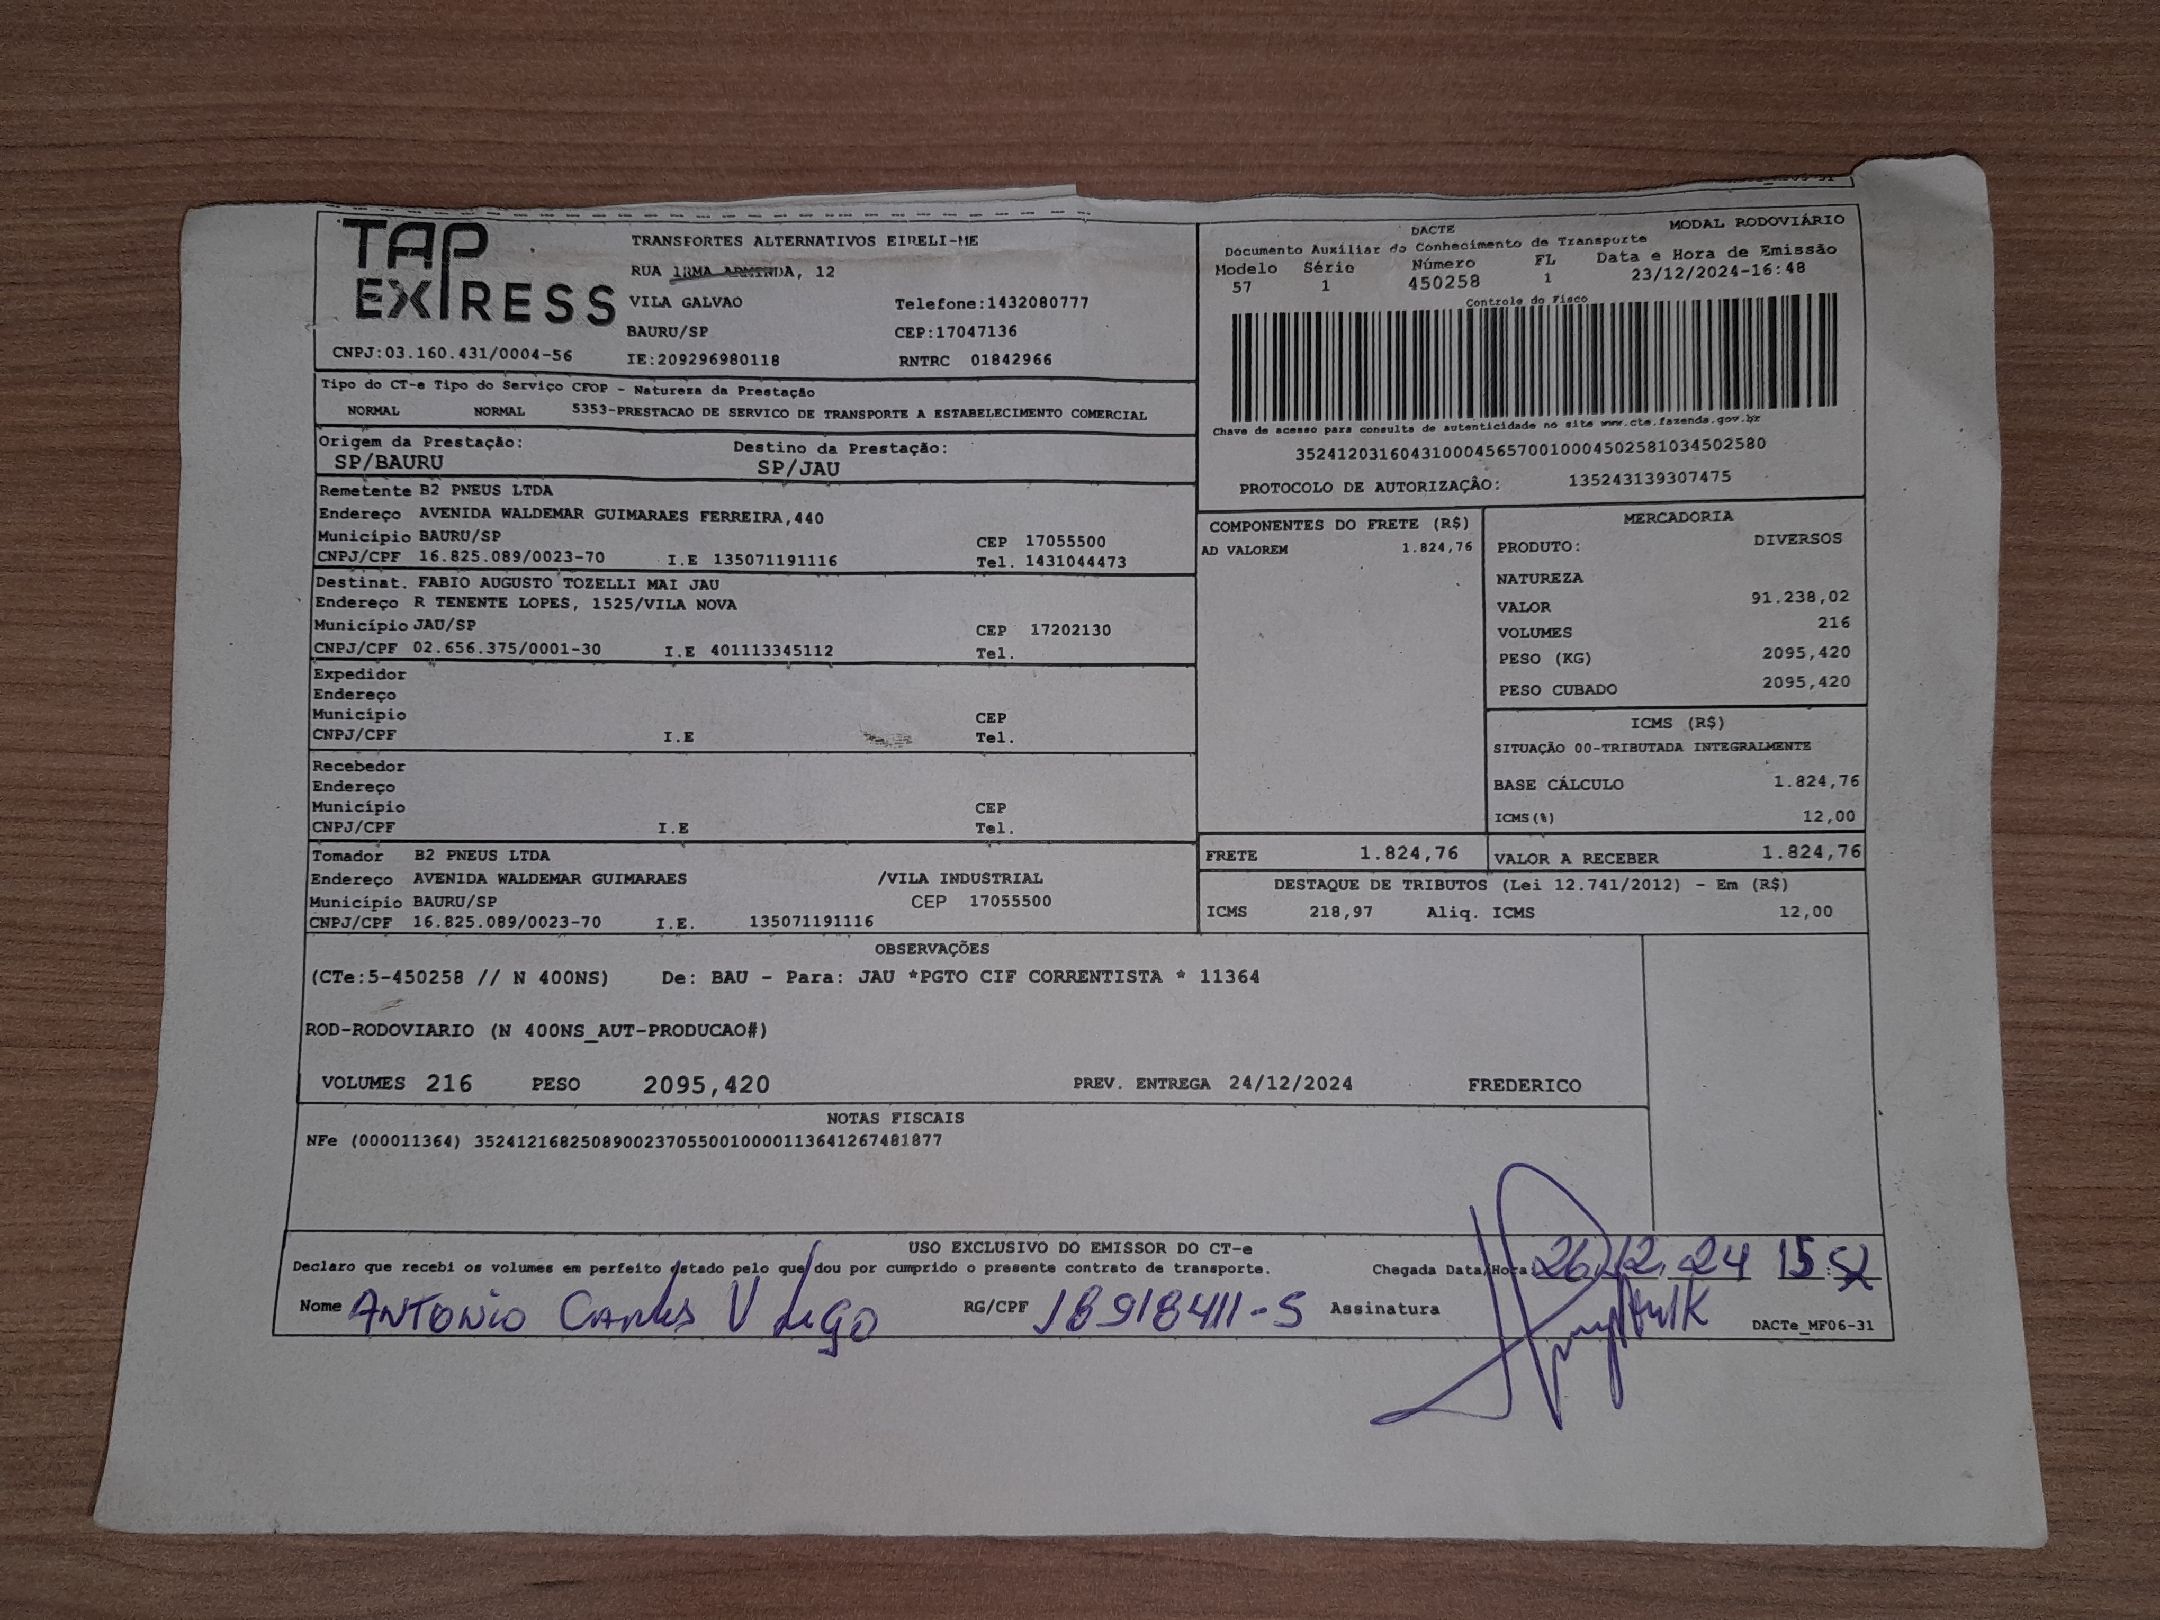 TAP
EXPRESS
TRANSPORTES ALTERNATIVOS EIRELI-ME
RUA IRMA ARMINDA, 12
VILA GALVAO Telefone:1432080777
BAURU/SP CEP:17047136
CNPJ:03.160.431/0004-56 IE:209296980118 RNTRC 01842966
DACTE MODAL RODOVIÁRIO
Documento Auxiliar do Conhecimento de Transporte
Modelo Série Número FL Data e Hora de Emissão
57 1 450258 1 23/12/2024-16:48
Controle do Fisco
Chave de acesso para consulta de autenticidade no site www.cte.fazenda.gov.br
35241203160431000456570010004502581034502580
PROTOCOLO DE AUTORIZAÇÃO: 135243139307475
Tipo do CT-e Tipo do Serviço CFOP - Natureza da Prestação
NORMAL NORMAL 5353-PRESTACAO DE SERVICO DE TRANSPORTE A ESTABELECIMENTO COMERCIAL
Origem da Prestação: Destino da Prestação:
SP/BAURU SP/JAU
Remetente B2 PNEUS LTDA
Endereço AVENIDA WALDEMAR GUIMARAES FERREIRA,440
Município BAURU/SP CEP 17055500
CNPJ/CPF 16.825.089/0023-70 I.E 135071191116 Tel. 1431044473
Destinat. FABIO AUGUSTO TOZELLI MAI JAU
Endereço R TENENTE LOPES, 1525/VILA NOVA
Município JAU/SP CEP 17202130
CNPJ/CPF 02.656.375/0001-30 I.E 401113345112 Tel.
Expedidor
Endereço
Município CEP
CNPJ/CPF I.E Tel.
Recebedor
Endereço
Município CEP
CNPJ/CPF I.E Tel.
Tomador B2 PNEUS LTDA
Endereço AVENIDA WALDEMAR GUIMARAES /VILA INDUSTRIAL
Município BAURU/SP CEP 17055500
CNPJ/CPF 16.825.089/0023-70 I.E. 135071191116
COMPONENTES DO FRETE (R$)
AD VALOREM 1.824,76
MERCADORIA
PRODUTO: DIVERSOS
NATUREZA
VALOR 91.238,02
VOLUMES 216
PESO (KG) 2095,420
PESO CUBADO 2095,420
ICMS (R$)
SITUAÇÃO 00-TRIBUTADA INTEGRALMENTE
BASE CÁLCULO 1.824,76
ICMS(%) 12,00
FRETE 1.824,76 VALOR A RECEBER 1.824,76
DESTAQUE DE TRIBUTOS (Lei 12.741/2012) - Em (R$)
ICMS 218,97 Aliq. ICMS 12,00
OBSERVAÇÕES
(CTe:5-450258 // N 400NS) De: BAU - Para: JAU *PGTO CIF CORRENTISTA * 11364
ROD-RODOVIARIO (N 400NS_AUT-PRODUCAO#)
VOLUMES 216 PESO 2095,420 PREV. ENTREGA 24/12/2024 FREDERICO
NOTAS FISCAIS
NFe (000011364) 35241216825089002370550010000113641267481877
USO EXCLUSIVO DO EMISSOR DO CT-e
Declaro que recebi os volumes em perfeito estado pelo que dou por cumprido o presente contrato de transporte. Chegada Data/Hora: 26.12.24 15:52
Nome ANTONIO CARLOS V RG/CPF 18918411-5 Assinatura
DACTe_MF06-31